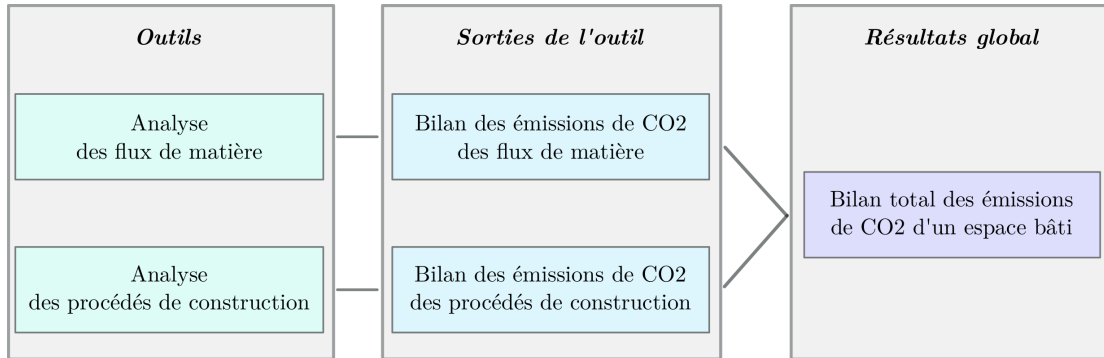 Outils
Analyse
des flux de matière
Analyse
des procédés de construction
Sorties de l'outil
Bilan des émissions de CO2
des flux de matière
Bilan des émissions de CO2
des procédés de construction
Résultats global
Bilan total des émissions
de CO2 d'un espace bâti